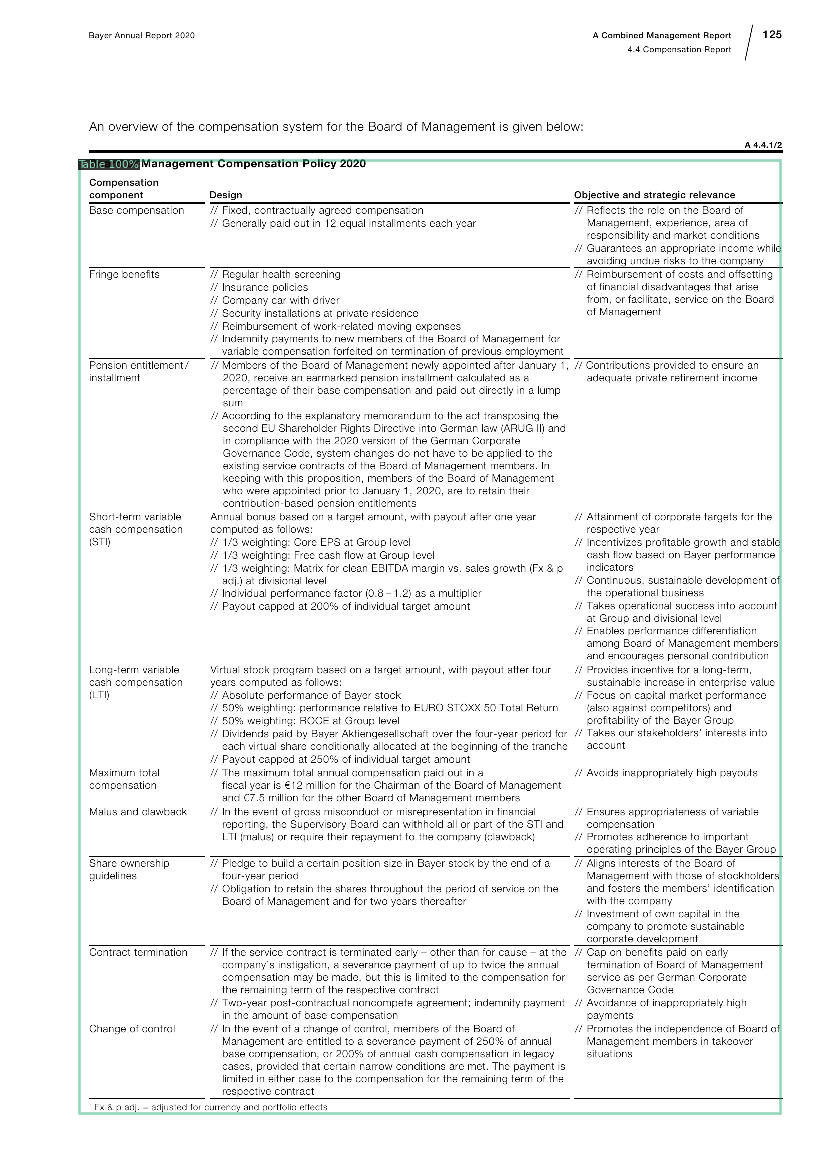 Bayer Annual Report 2020
A Combined Management Report
125
4.4 Compensation Report
An overview of the compensation system for the Board of Management is given below:
A 4.4.1/2
Table 100% Management Compensation Policy 2020
Compensation
component
Design
Objective and strategic relevance
Base compensation
// Fixed, contractually agreed compensation
// Generally paid out in 12 equal installments each year
// Reflects the role on the Board of
Management, experience, area of
responsibility and market conditions
// Guarantees an appropriate income while
avoiding undue risks to the company
Fringe benefits
// Regular health screening
// Insurance policies
// Company car with driver
// Security installations at private residence
// Reimbursement of work-related moving expenses
// Indemnity payments to new members of the Board of Management for
variable compensation forfeited on termination of previous employment
// Reimbursement of costs and offsetting
of financial disadvantages that arise
from, or facilitate, service on the Board
of Management
Pension entitlement/
installment
// Members of the Board of Management newly appointed after January 1,
2020, receive an earmarked pension installment calculated as a
percentage of their base compensation and paid out directly in a lump
sum
// According to the explanatory memorandum to the act transposing the
second EU Shareholder Rights Directive into German law (ARUG II) and
in compliance with the 2020 version of the German Corporate
Governance Code, system changes do not have to be applied to the
existing service contracts of the Board of Management members. In
keeping with this proposition, members of the Board of Management
who were appointed prior to January 1, 2020, are to retain their
contribution-based pension entitlements
// Contributions provided to ensure an
adequate private retirement income
Short-term variable
cash compensation
(STI)
Annual bonus based on a target amount, with payout after one year
computed as follows:
// 1/3 weighting: Core EPS at Group level
// 1/3 weighting: Free cash flow at Group level
// 1/3 weighting: Matrix for clean EBITDA margin vs. sales growth (Fx & p
adj.) at divisional level
// Individual performance factor (0.8 – 1.2) as a multiplier
// Payout capped at 200% of individual target amount
// Attainment of corporate targets for the
respective year
// Incentivizes profitable growth and stable
cash flow based on Bayer performance
indicators
// Continuous, sustainable development of
the operational business
// Takes operational success into account
at Group and divisional level
// Enables performance differentiation
among Board of Management members
and encourages personal contribution
Long-term variable
cash compensation
(LTI)
Virtual stock program based on a target amount, with payout after four
years computed as follows:
// Absolute performance of Bayer stock
// 50% weighting: performance relative to EURO STOXX 50 Total Return
// 50% weighting: ROCE at Group level
// Dividends paid by Bayer Aktiengesellschaft over the four-year period for
each virtual share conditionally allocated at the beginning of the tranche
// Payout capped at 250% of individual target amount
// Provides incentive for a long-term,
sustainable increase in enterprise value
// Focus on capital market performance
(also against competitors) and
profitability of the Bayer Group
// Takes our stakeholders' interests into
account
Maximum total
compensation
// The maximum total annual compensation paid out in a
fiscal year is €12 million for the Chairman of the Board of Management
and €7.5 million for the other Board of Management members
// Avoids inappropriately high payouts
Malus and clawback
// In the event of gross misconduct or misrepresentation in financial
reporting, the Supervisory Board can withhold all or part of the STI and
LTI (malus) or require their repayment to the company (clawback)
// Ensures appropriateness of variable
compensation
// Promotes adherence to important
operating principles of the Bayer Group
Share ownership
guidelines
// Pledge to build a certain position size in Bayer stock by the end of a
four-year period
// Obligation to retain the shares throughout the period of service on the
Board of Management and for two years thereafter
// Aligns interests of the Board of
Management with those of stockholders
and fosters the members' identification
with the company
// Investment of own capital in the
company to promote sustainable
corporate development
Contract termination
// If the service contract is terminated early – other than for cause – at the
company's instigation, a severance payment of up to twice the annual
compensation may be made, but this is limited to the compensation for
the remaining term of the respective contract
// Two-year post-contractual noncompete agreement; indemnity payment
in the amount of base compensation
// Cap on benefits paid on early
termination of Board of Management
service as per German Corporate
Governance Code
// Avoidance of inappropriately high
payments
Change of control
// In the event of a change of control, members of the Board of
Management are entitled to a severance payment of 250% of annual
base compensation, or 200% of annual cash compensation in legacy
cases, provided that certain narrow conditions are met. The payment is
limited in either case to the compensation for the remaining term of the
respective contract
// Promotes the independence of Board of
Management members in takeover
situations
Fx & p adj. = adjusted for currency and portfolio effects